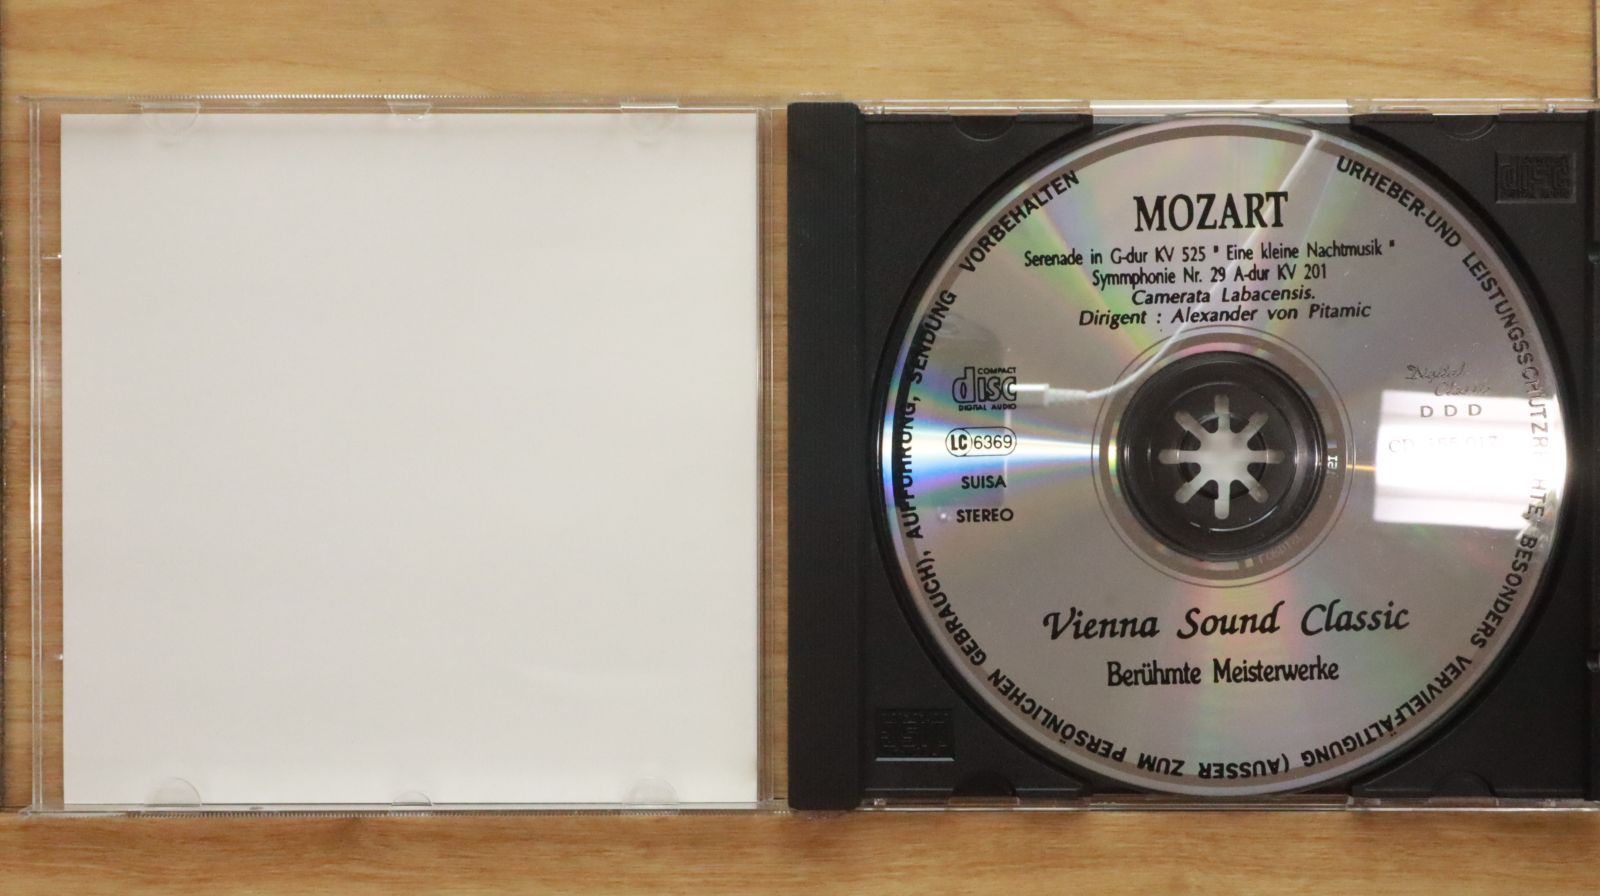 MOZART
Serenade in G-dur KV 525 " Eine kleine Nachtmusik "
Symmphonie Nr. 29 A-dur KV 201
Camerata Labacensis.
Dirigent : Alexander von Pitamic
COMPACT
disc
DIGITAL AUDIO
LC 6369
SUISA
STEREO
Digital
Classic
D D D
Vienna Sound Classic
Berühmte Meisterwerke
URHEBER-UND LEISTUNGSSCHUTZRECHTE, BESONDERS VERVIELFÄLTIGUNG (AUSSER ZUM PERSÖNLICHEN GEBRAUCH), AUFFÜHRUNG, SENDUNG VORBEHALTEN